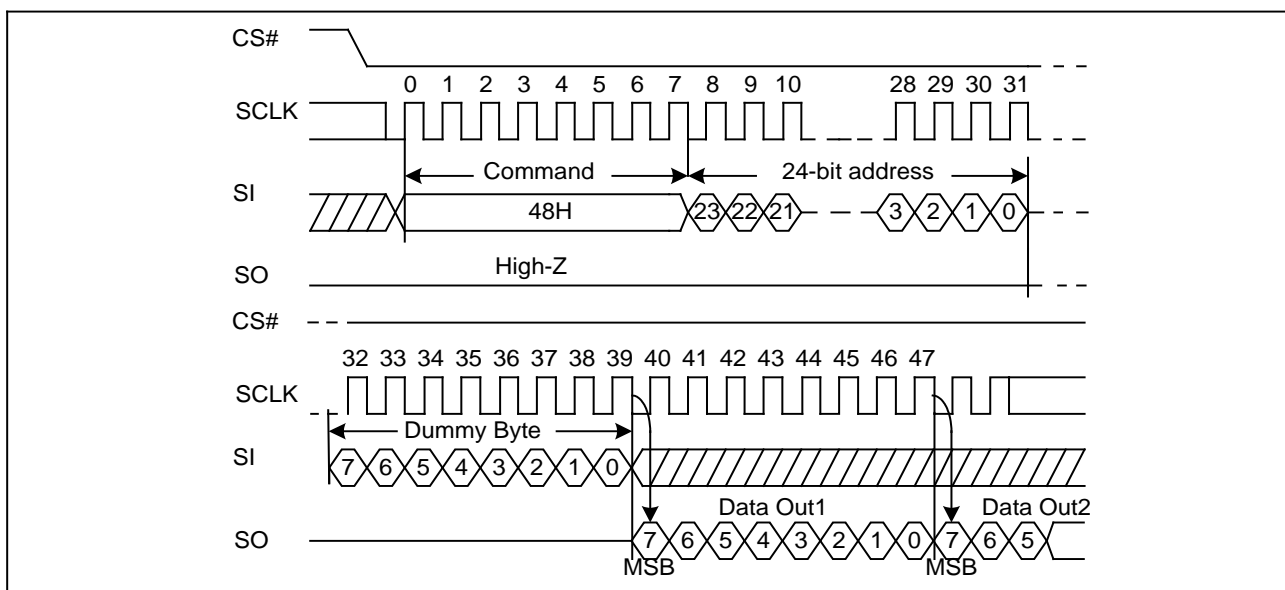 CS#
0 1 2 3 4 5 6 7 8 9 10 28 29 30 31
SCLK
Command 24-bit address
SI
48H 23 22 21 3 2 1 0
High-Z
SO
CS#
32 33 34 35 36 37 38 39 40 41 42 43 44 45 46 47
SCLK
Dummy Byte
SI
7 6 5 4 3 2 1 0
Data Out1 Data Out2
SO
7 6 5 4 3 2 1 0 7 6 5
MSB MSB